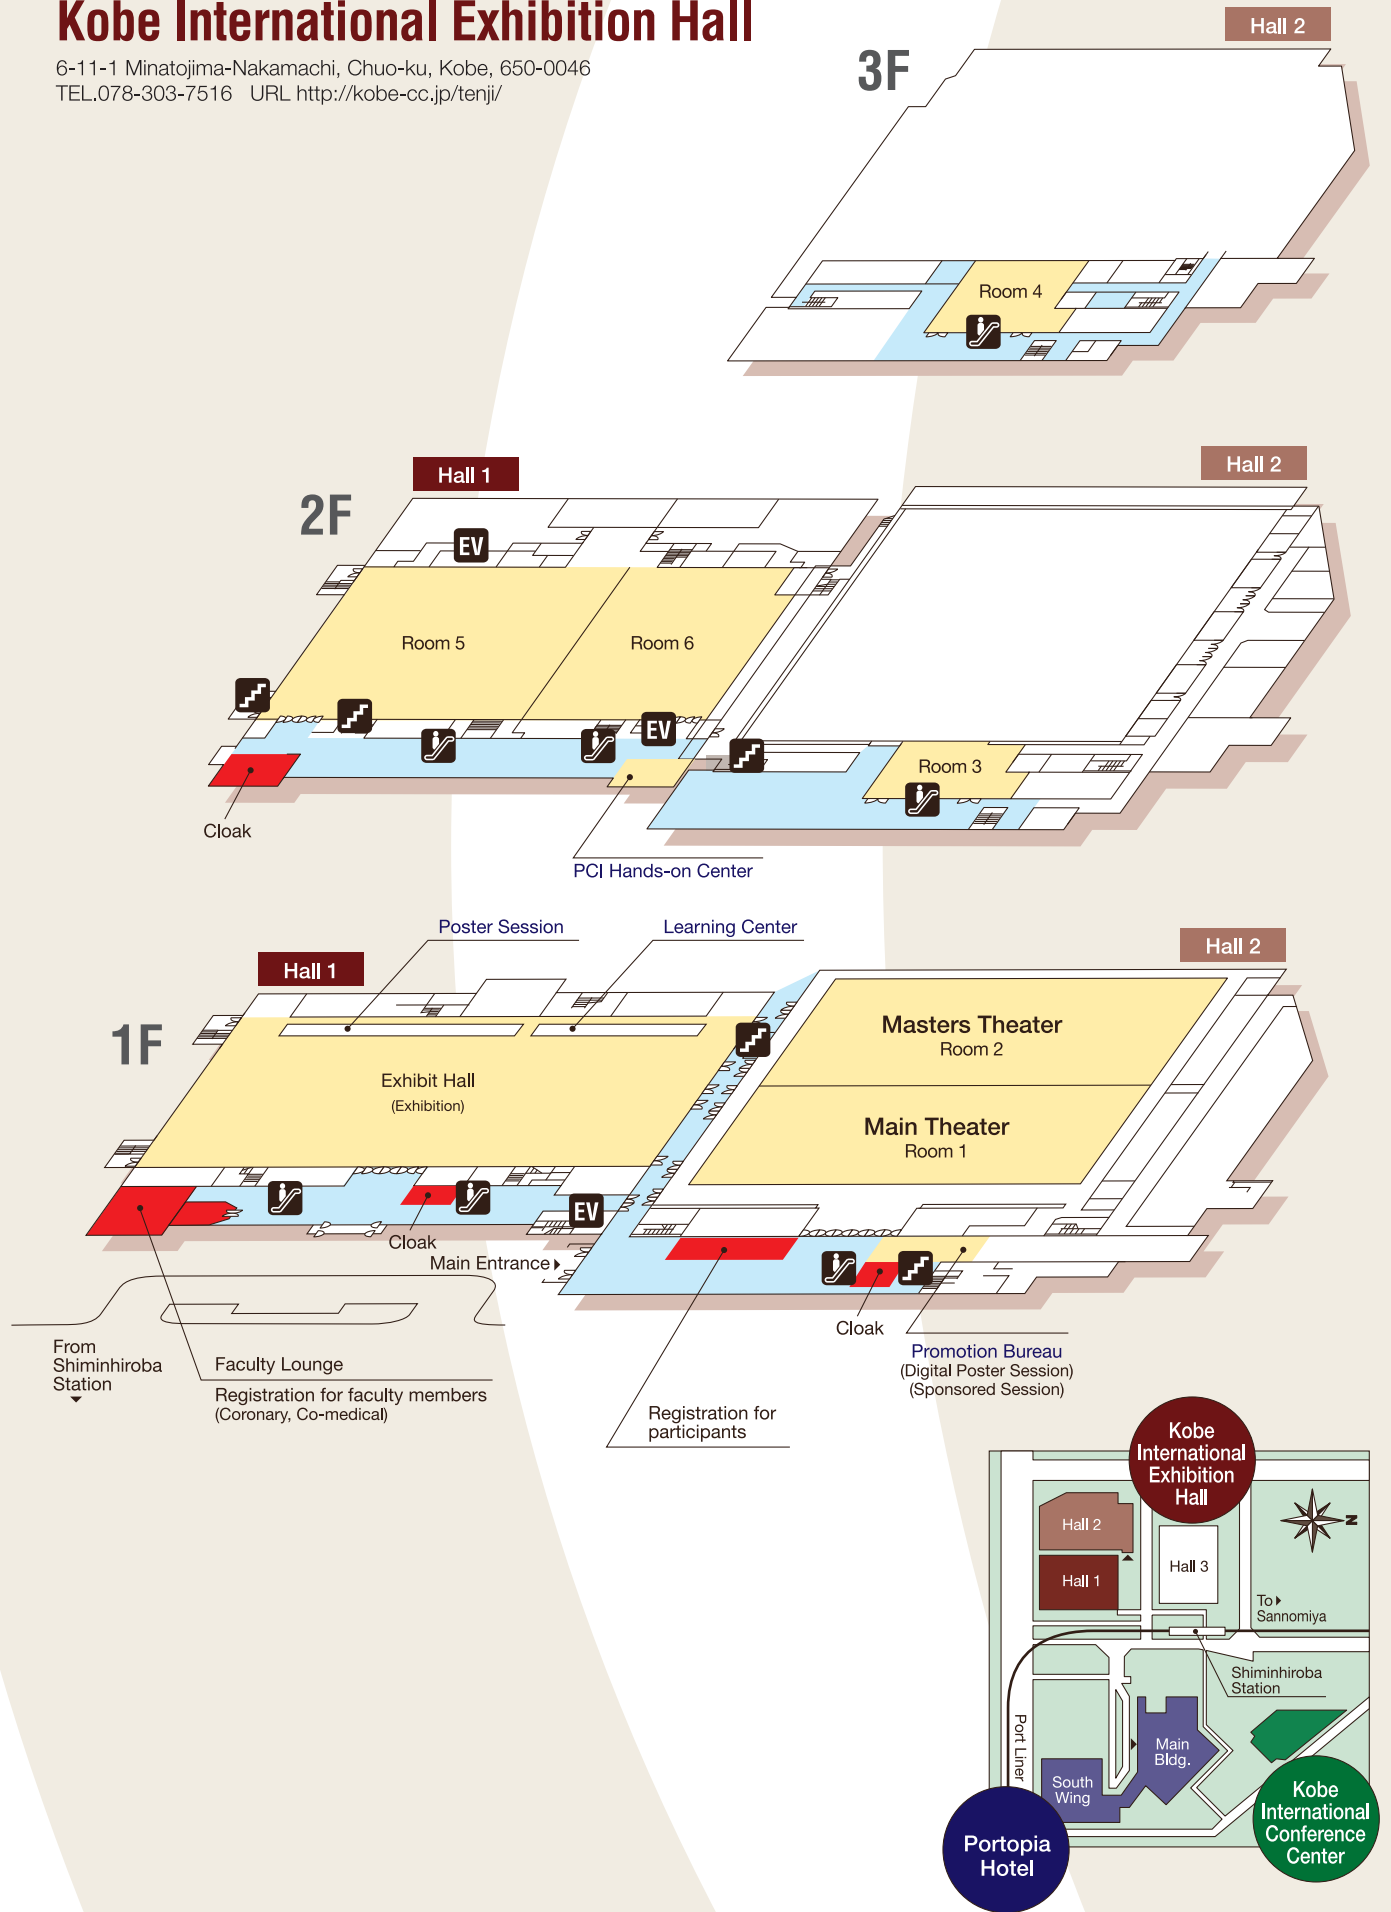 Kobe International Exhibition Hall
6-11-1 Minatojima-Nakamachi, Chuo-ku, Kobe, 650-0046
TEL.078-303-7516 URL http://kobe-cc.jp/tenji/
Hall 2
3F
Room 4
Hall 1
Hall 2
2F
EV
Room 5
Room 6
EV
Room 3
Cloak
PCI Hands-on Center
Poster Session
Learning Center
Hall 1
Hall 2
1F
Masters Theater
Room 2
Exhibit Hall
(Exhibition)
Main Theater
Room 1
EV
Cloak
Main Entrance
Cloak
From
Shiminhiroba
Station
Faculty Lounge
Registration for faculty members
(Coronary, Co-medical)
Promotion Bureau
(Digital Poster Session)
(Sponsored Session)
Registration for
participants
Kobe
International
Exhibition
Hall
Hall 2
Hall 3
Hall 1
N
To
Sannomiya
Shiminhiroba
Station
Port Liner
Main
Bldg.
South
Wing
Kobe
International
Conference
Center
Portopia
Hotel